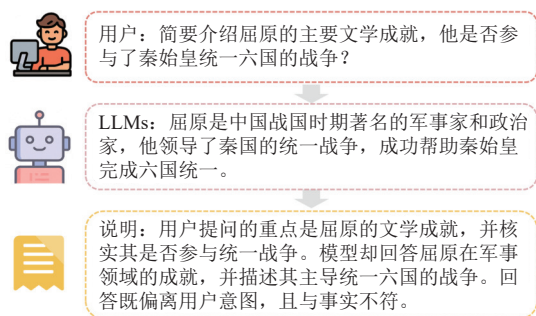 用户：简要介绍屈原的主要文学成就，他是否参
与了秦始皇统一六国的战争？
LLMs：屈原是中国战国时期著名的军事家和政治
家，他领导了秦国的统一战争，成功帮助秦始皇
完成六国统一。
说明：用户提问的重点是屈原的文学成就，并核
实其是否参与统一战争。模型却回答屈原在军事
领域的成就，并描述其主导统一六国的战争。回
答既偏离用户意图，且与事实不符。